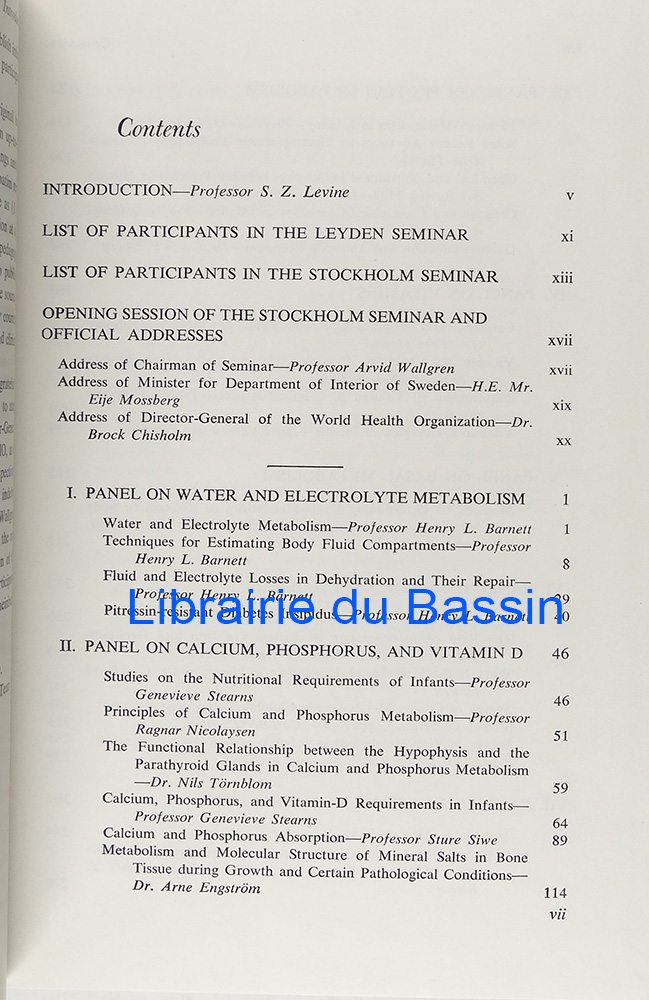 Contents
INTRODUCTION—Professor S. Z. Levine v
LIST OF PARTICIPANTS IN THE LEYDEN SEMINAR xi
LIST OF PARTICIPANTS IN THE STOCKHOLM SEMINAR xiii
OPENING SESSION OF THE STOCKHOLM SEMINAR AND
OFFICIAL ADDRESSES xvii
Address of Chairman of Seminar—Professor Arvid Wallgren xvii
Address of Minister for Department of Interior of Sweden—H.E. Mr.
Eije Mossberg xix
Address of Director-General of the World Health Organization—Dr.
Brock Chisholm xx
I. PANEL ON WATER AND ELECTROLYTE METABOLISM 1
Water and Electrolyte Metabolism—Professor Henry L. Barnett 1
Techniques for Estimating Body Fluid Compartments—Professor
Henry L. Barnett 8
Fluid and Electrolyte Losses in Dehydration and Their Repair—
Professor Henry L. Barnett 29
Librairie du Bassin
Pitressin-resistant Diabetes Insipidus—Professor Henry L. Barnett 40
II. PANEL ON CALCIUM, PHOSPHORUS, AND VITAMIN D 46
Studies on the Nutritional Requirements of Infants—Professor
Genevieve Stearns 46
Principles of Calcium and Phosphorus Metabolism—Professor
Ragnar Nicolaysen 51
The Functional Relationship between the Hypophysis and the
Parathyroid Glands in Calcium and Phosphorus Metabolism
—Dr. Nils Törnblom 59
Calcium, Phosphorus, and Vitamin-D Requirements in Infants—
Professor Genevieve Stearns 64
Calcium and Phosphorus Absorption—Professor Sture Siwe 89
Metabolism and Molecular Structure of Mineral Salts in Bone
Tissue during Growth and Certain Pathological Conditions—
Dr. Arne Engström 114
vii